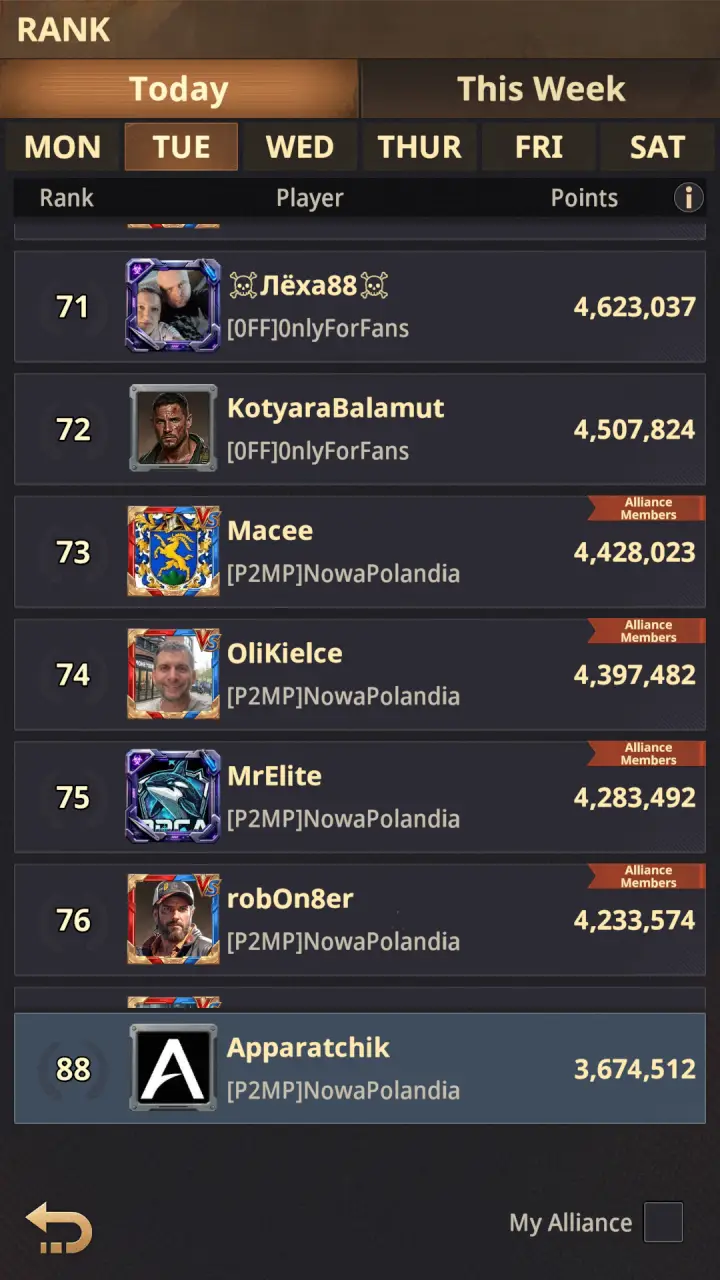 RANK
Today This Week
MON TUE WED THUR FRI SAT
Rank Player Points i
71 ☠Лёха88☠ 4,623,037
[0FF]0nlyForFans
72 KotyaraBalamut 4,507,824
[0FF]0nlyForFans
Alliance
Members
73 VS Macee 4,428,023
[P2MP]NowaPolandia
Alliance
Members
74 VS OliKielce 4,397,482
[P2MP]NowaPolandia
Alliance
Members
75 MrElite 4,283,492
[P2MP]NowaPolandia
Alliance
Members
76 VS robOn8er 4,233,574
[P2MP]NowaPolandia
88 A Apparatchik 3,674,512
[P2MP]NowaPolandia
My Alliance